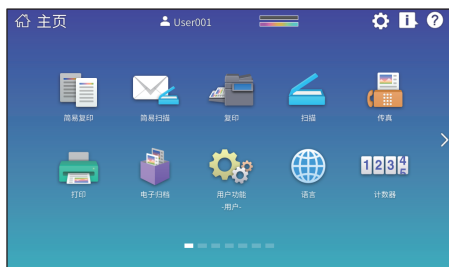 主页
User001
简易复印
简易扫描
复印
扫描
传真
1234
5
打印
电子归档
用户功能
-用户-
语言
计数器